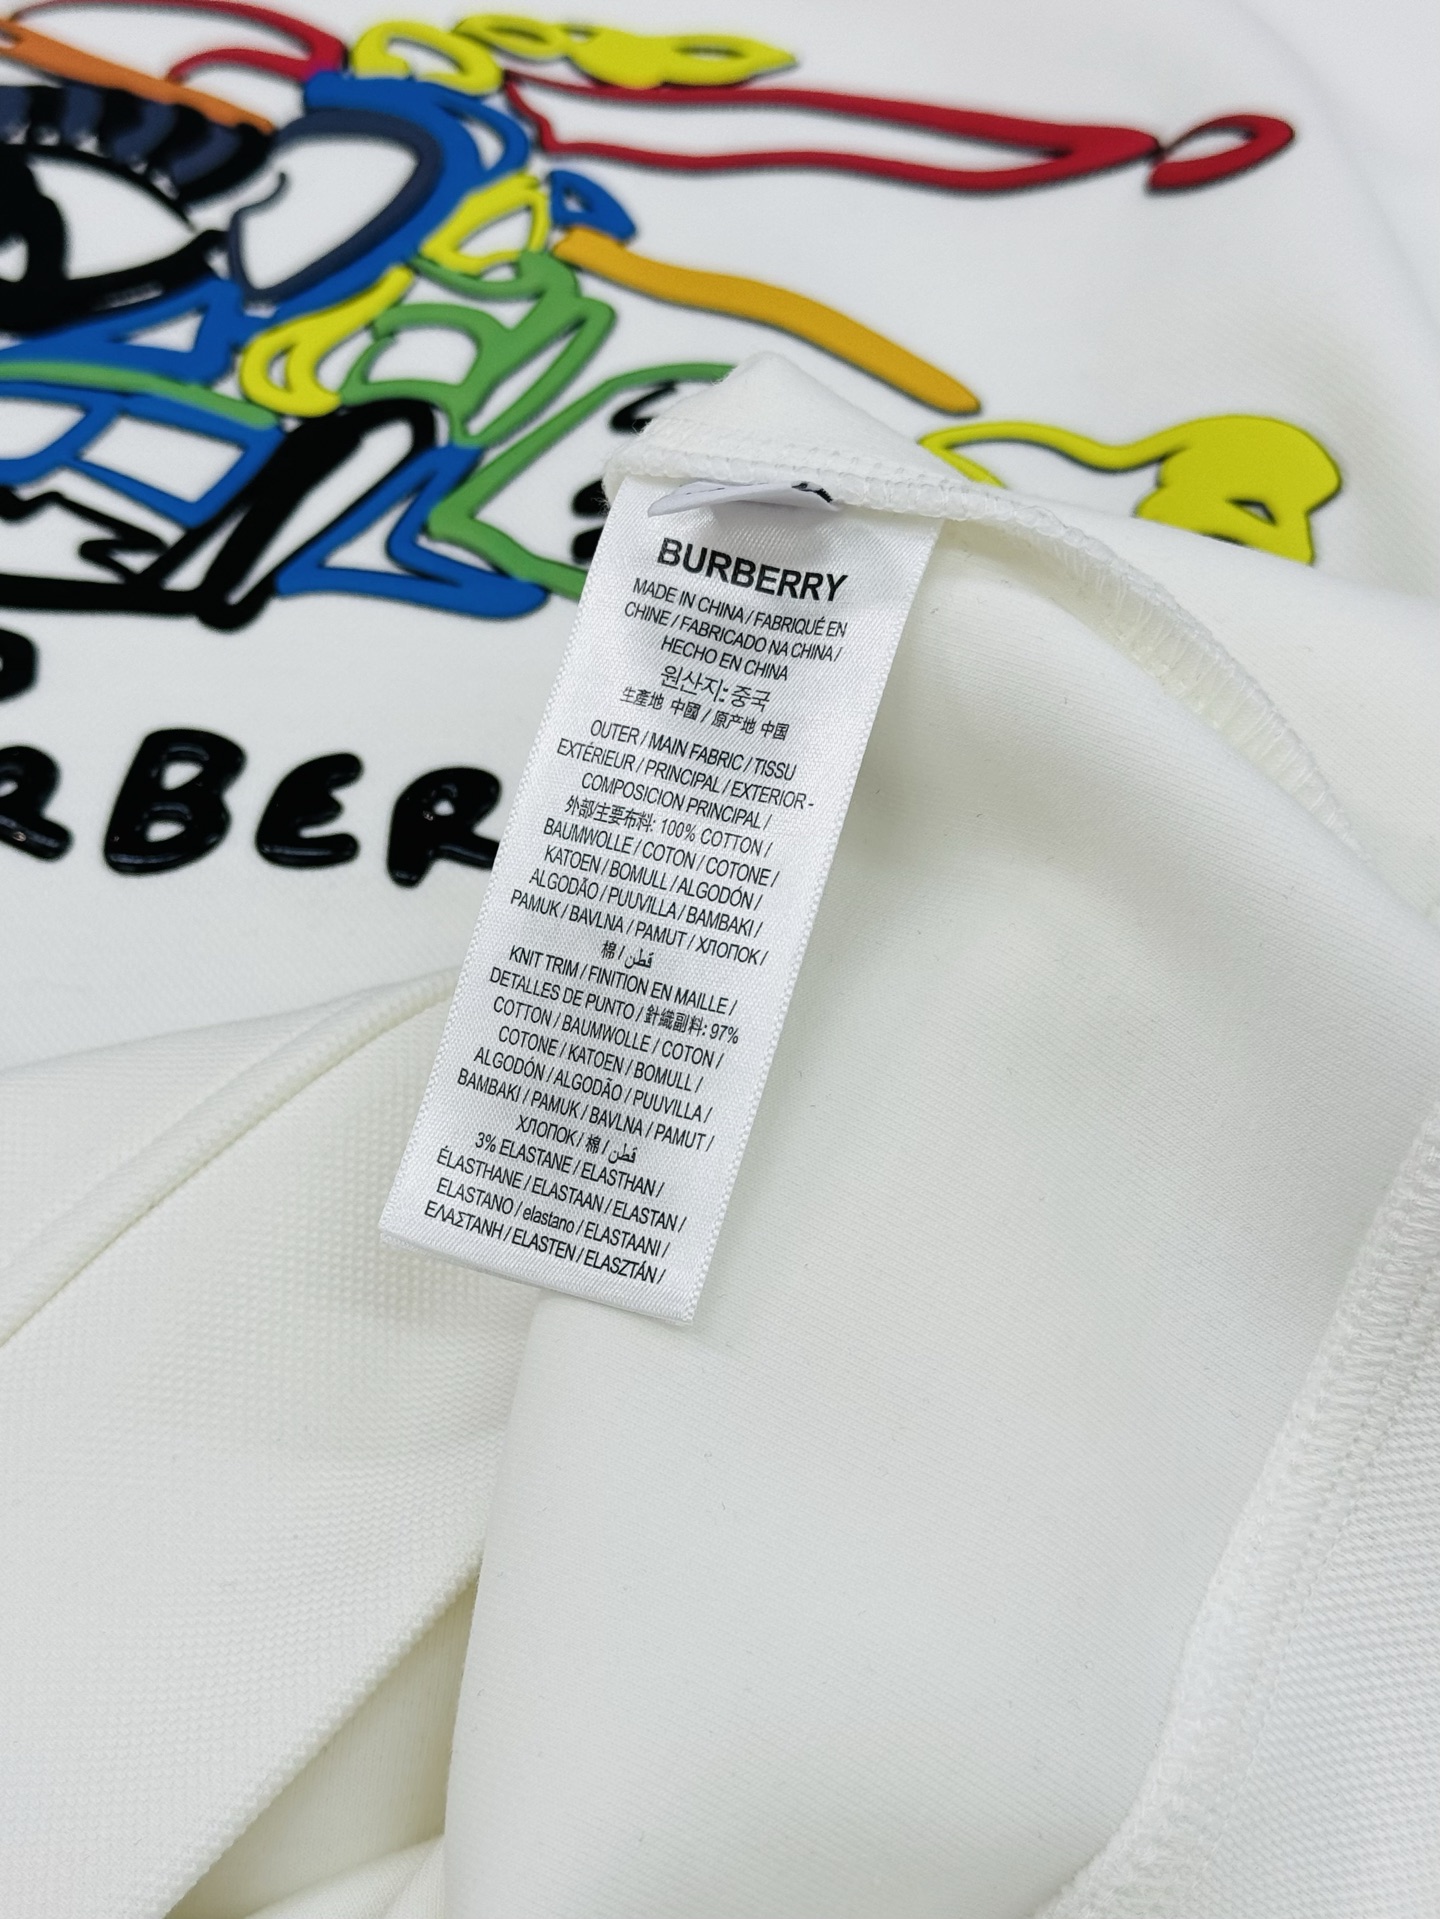 BURBERRY
MADE IN CHINA / FABRIQUÉ EN
CHINE / FABRICADO NA CHINA /
HECHO EN CHINA
원산지: 중국
生產地 中國 / 原产地 中国
OUTER / MAIN FABRIC / TISSU
EXTÉRIEUR / PRINCIPAL / EXTERIOR -
COMPOSICION PRINCIPAL /
外部/主要布料: 100% COTTON /
BAUMWOLLE / COTON / COTONE /
KATOEN / BOMULL / ALGODÓN /
ALGODÃO / PUUVILLA / BAMBAKI /
PAMUK / BAVLNA / PAMUT / ХЛОПОК /
棉 / قطن
KNIT TRIM / FINITION EN MAILLE /
DETALLES DE PUNTO / 針織副料: 97%
COTTON / BAUMWOLLE / COTON /
COTONE / KATOEN / BOMULL /
ALGODÓN / ALGODÃO / PUUVILLA /
BAMBAKI / PAMUK / BAVLNA / PAMUT /
ХЛОПОК / 棉 / قطن
3% ELASTANE / ELASTHAN /
ÉLASTHANE / ELASTAAN / ELASTAN /
ELASTANO / elastano / ELASTAANI /
ΕΛΑΣΤΑΝΗ / ELASTEN / ELASZTÁN /
RBER